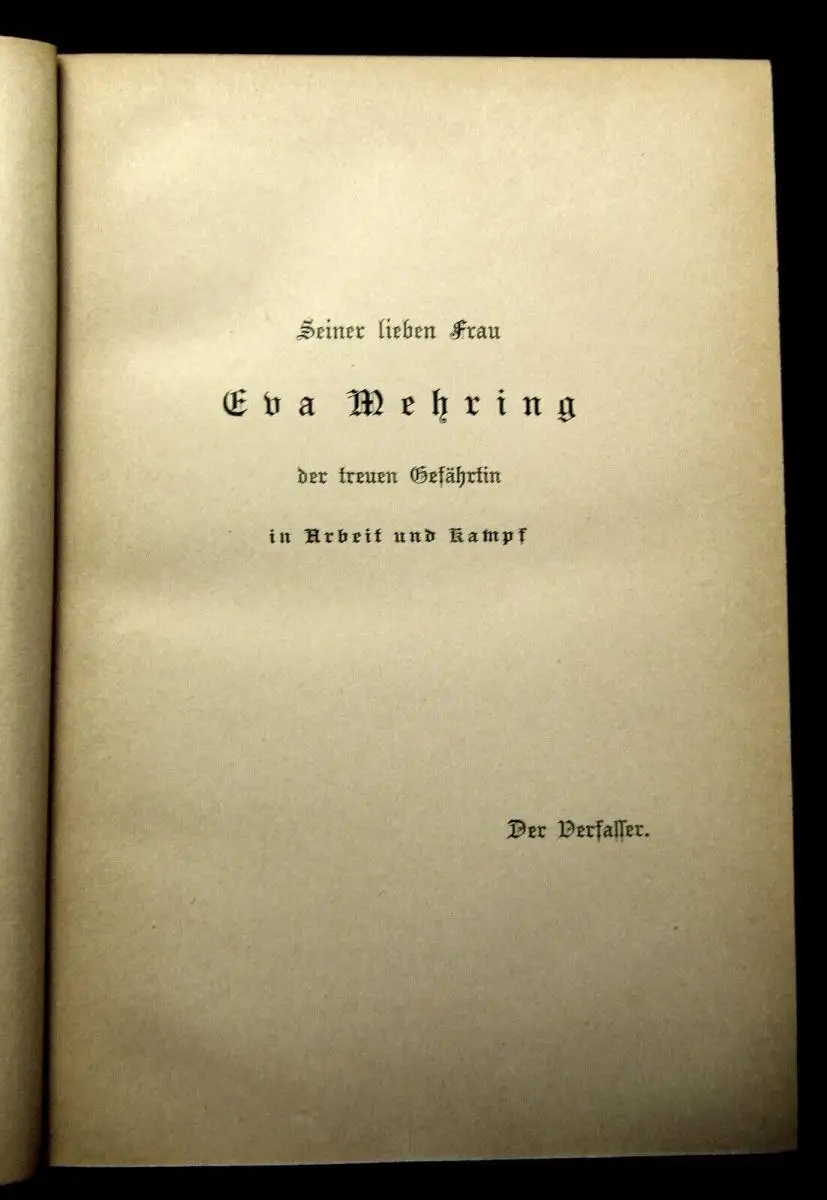 Seiner lieben Frau
Eva Mehring
der treuen Gefährtin
in Arbeit und Kampf
Der Verfaſſer.